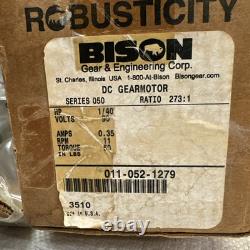 ROBUSTICITY
BISON
Gear & Engineering Corp.
St. Charles, Illinois USA 1-800-At-Bison Bisongear.com
DC GEARMOTOR
SERIES 050 RATIO 273:1
HP 1/40
VOLTS 90
AMPS 0.35
RPM 11
TORQUE 50
IN LBS
011-052-1279
3510
IN U.S.A.